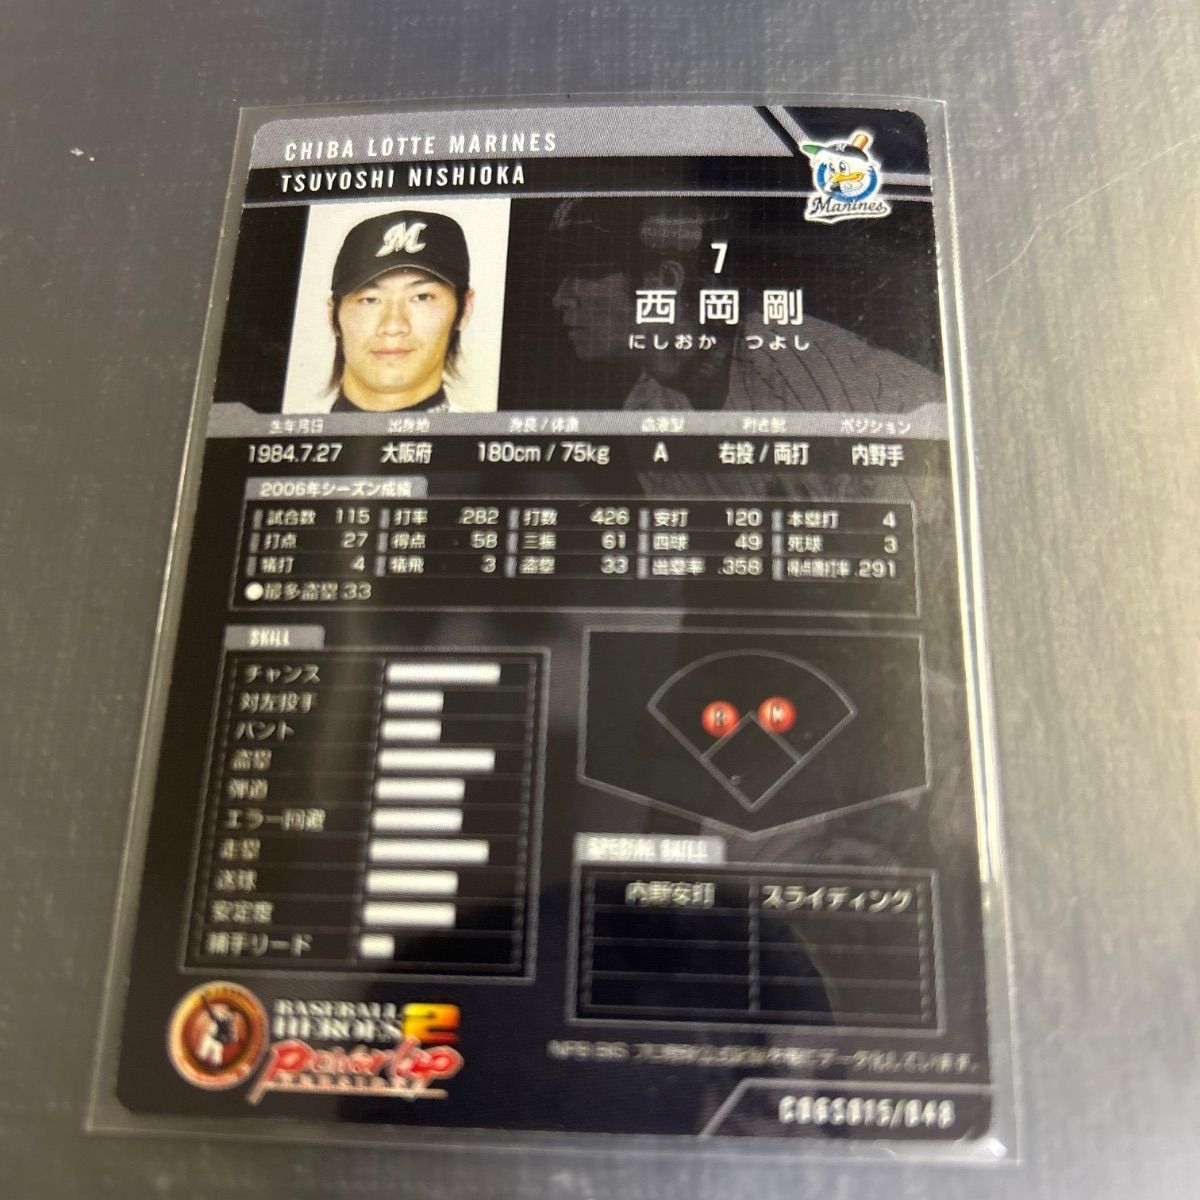 CHIBA LOTTE MARINES
TSUYOSHI NISHIOKA
Marines
M
7
西岡剛
にしおか つよし
生年月日 出身地 身長/体重 血液型 利き腕 ポジション
1984.7.27 大阪府 180cm / 75kg A 右投 / 両打 内野手
2006年シーズン成績
試合数 115 打率 .282 打数 426 安打 120 本塁打 4
打点 27 得点 58 三振 61 四球 49 死球 3
犠打 4 犠飛 3 盗塁 33 出塁率 .358 得点圏打率 .291
●最多盗塁 33
SKILL
チャンス
対左投手
バント
盗塁
弾道
エラー回避
走塁
送球
安定度
捕手リード
SPECIAL SKILL
内野安打 スライディング
BASEBALL HEROES 2
Power Up
VERSION